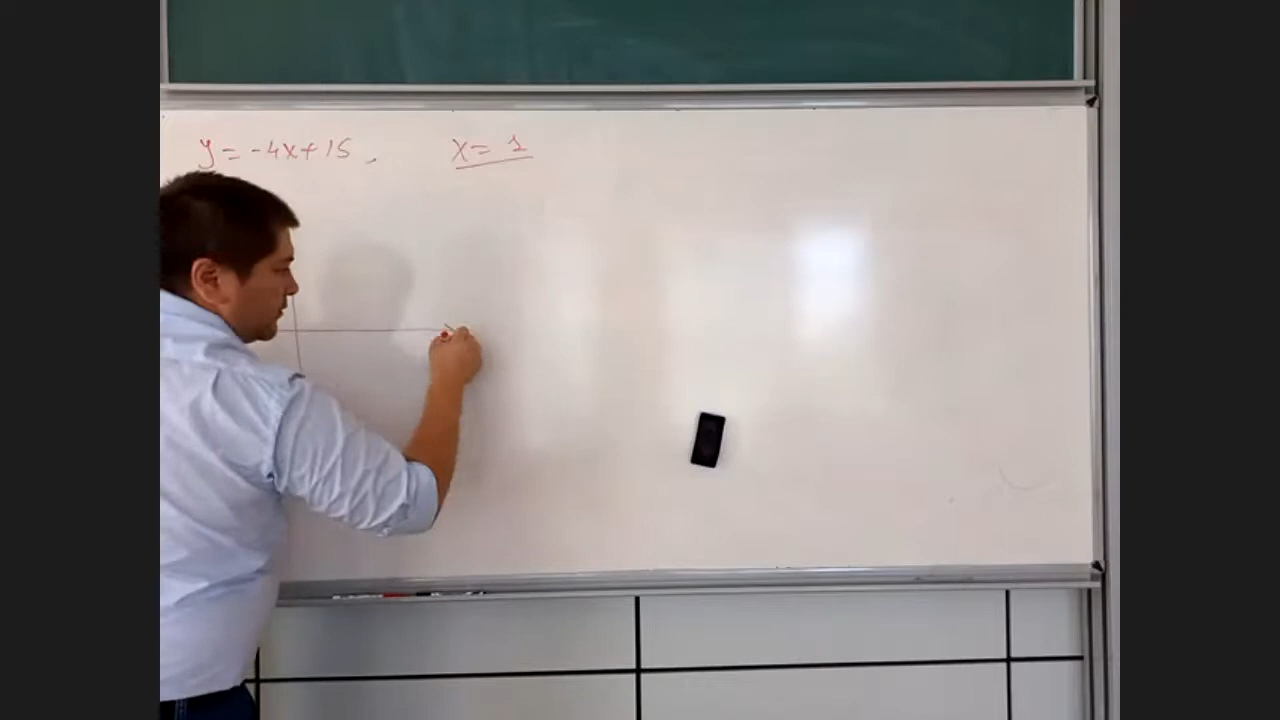 y = -4x+15, x = 1